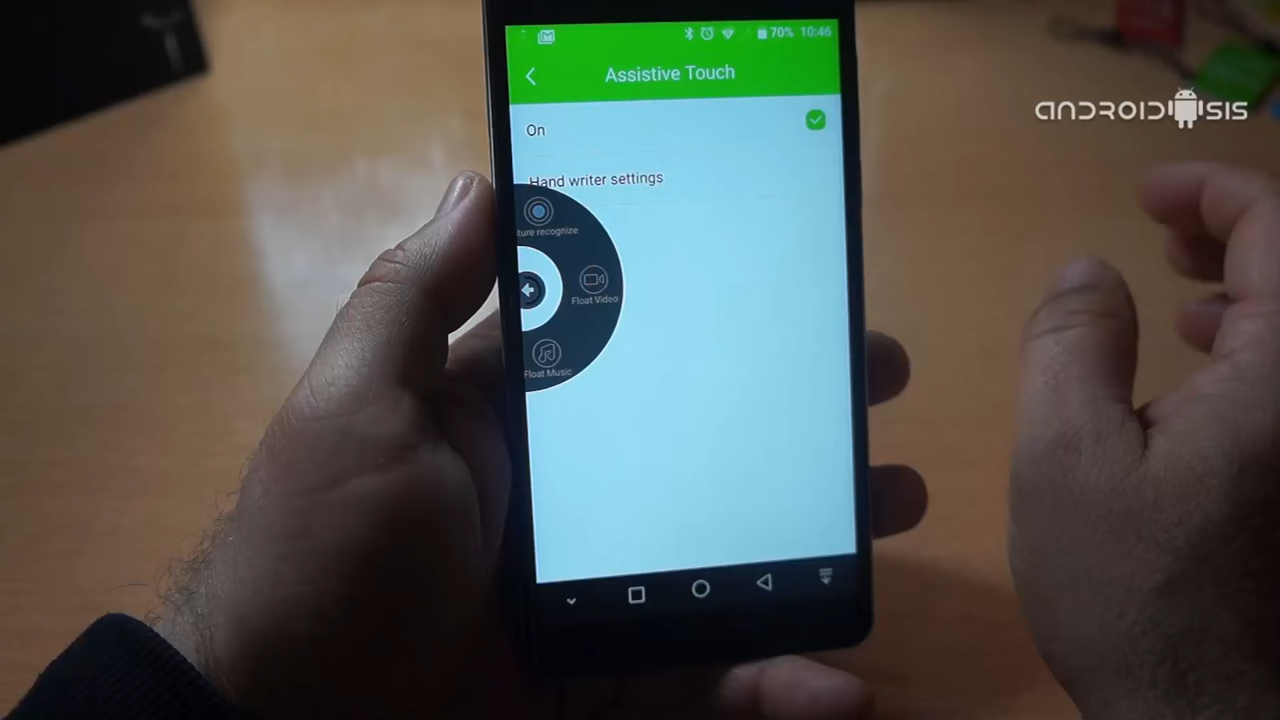 70% 10:46
Assistive Touch
ANDROIDSIS
On
Hand writer settings
ture recognize
Float Video
Float Music